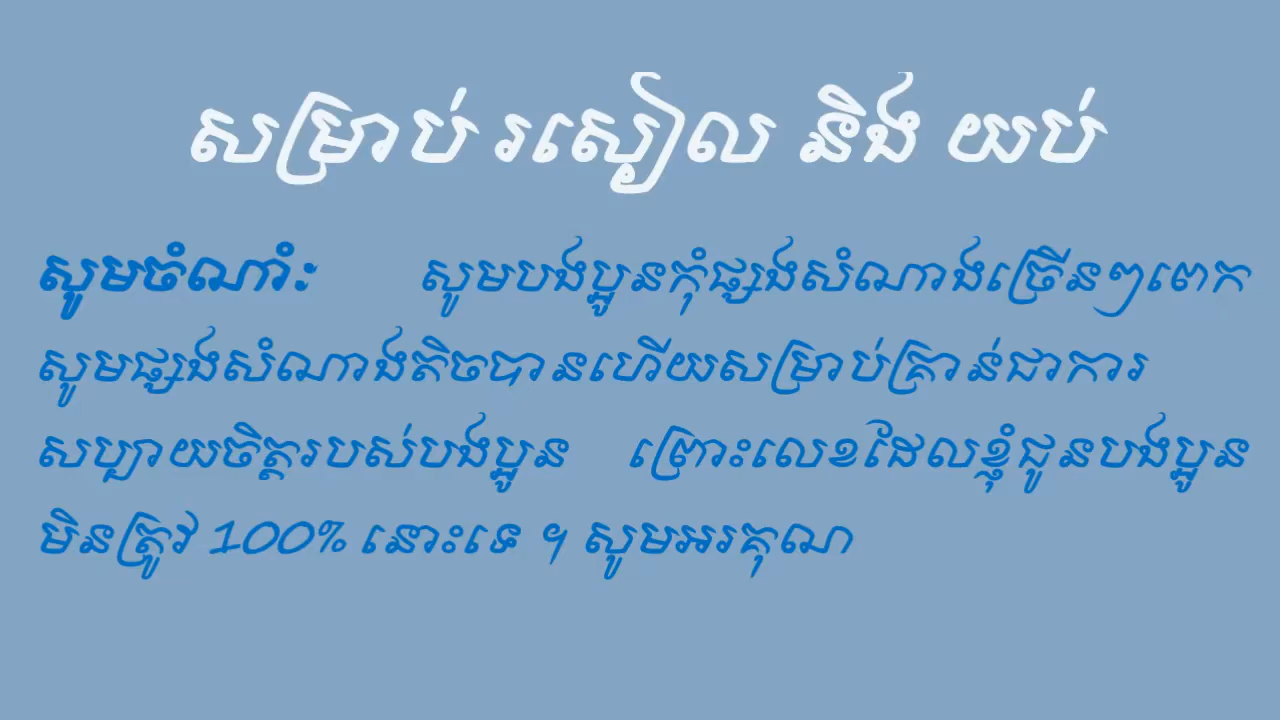 សម្រាប់ រសៀល និង យប់
សូមចំណាំៈ សូមបងប្អូនកុំផ្សងសំណាងច្រើនៗពេក
សូមផ្សងសំណាងតិចបានហើយសម្រាប់គ្រាន់ជាការ
សប្បាយចិត្តរបស់បងប្អូន ព្រោះលេខដែលខ្ញុំជូនបងប្អូន
មិនត្រូវ 100% នោះទេ ។ សូមអរគុណ